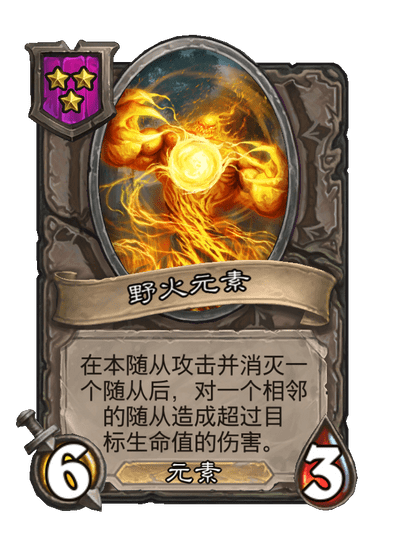 野火元素
在本随从攻击并消灭一
个随从后，对一个相邻
的随从造成超过目
标生命值的伤害。
元素
6
3